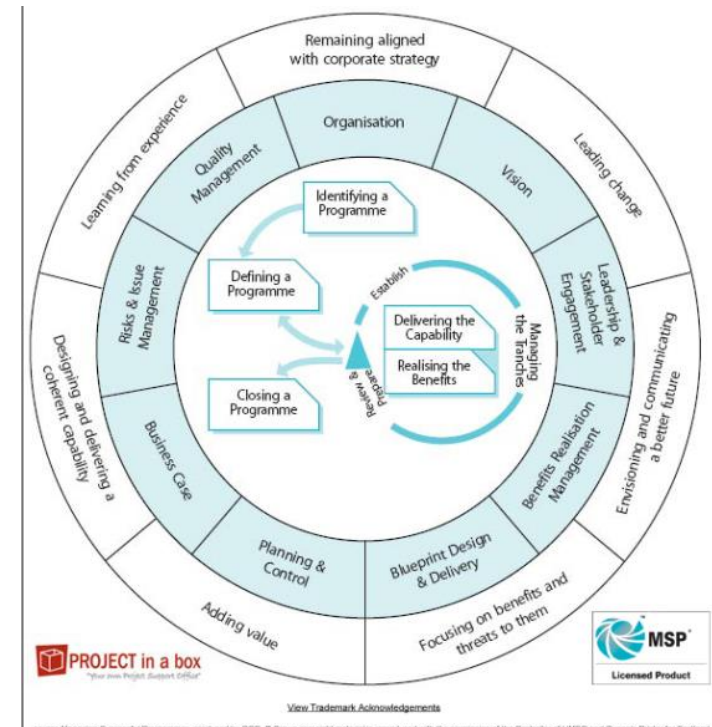 Remaining aligned
with corporate strategy
Leading change
Envisioning and communicating
a better future
Focusing on benefits and
threats to them
Adding value
Designing and delivering a
coherent capability
Learning from experience
Organisation
Vision
Leadership &
Stakeholder
Engagement
Benefits Realisation
Management
Blueprint Design
& Delivery
Planning &
Control
Business Case
Risks & Issue
Management
Quality
Management
Identifying a
Programme
Defining a
Programme
Closing a
Programme
Establish
Managing
the Tranches
Review &
Prepare
Delivering the
Capability
Realising the
Benefits
PROJECT in a box
"Your own Project Support Office"
MSP
Licensed Product
View Trademark Acknowledgements